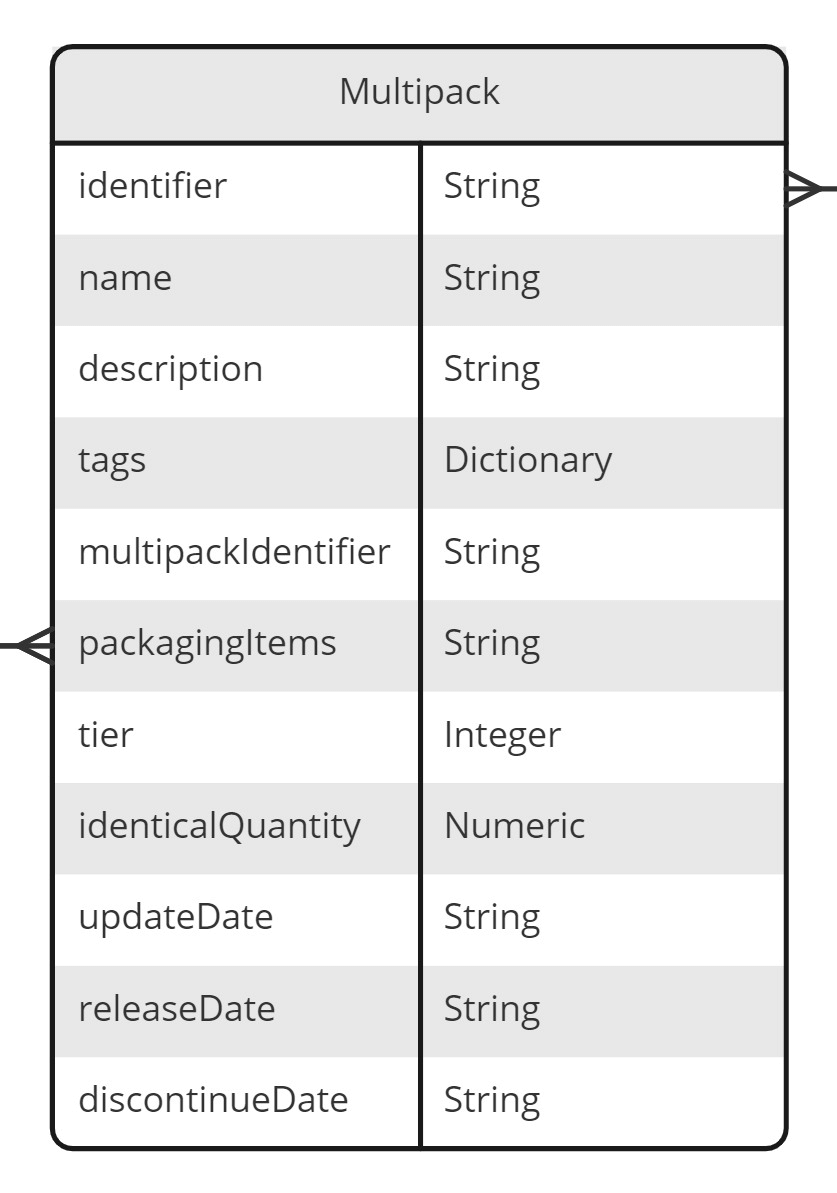 Multipack
identifier String
name String
description String
tags Dictionary
multipackIdentifier String
packagingItems String
tier Integer
identicalQuantity Numeric
updateDate String
releaseDate String
discontinueDate String